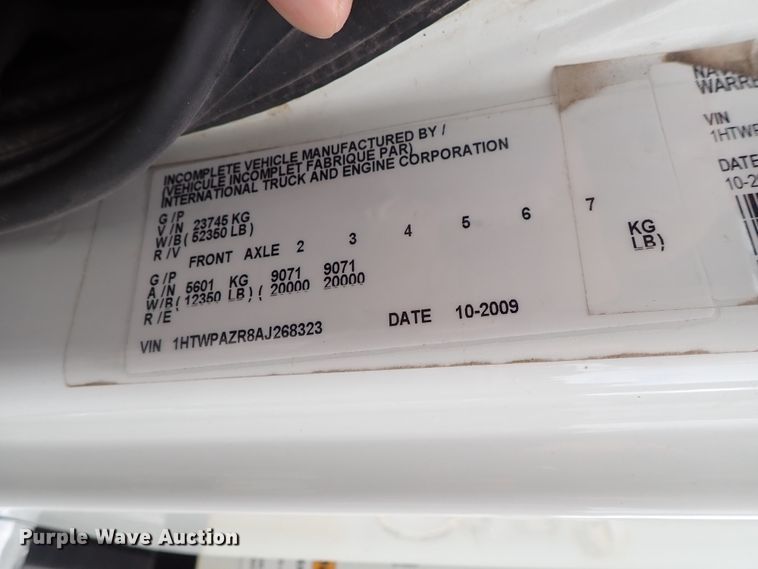 INCOMPLETE VEHICLE MANUFACTURED BY /
(VEHICULE INCOMPLET FABRIQUE PAR)
INTERNATIONAL TRUCK AND ENGINE CORPORATION
G /P
V /N 23745 KG
W/B( 52350 LB)
R /V
FRONT AXLE 2 3 4 5 6 7
G /P
A /N 5601 KG 9071 9071 KG
W/B( 12350 LB ) ( 20000 20000 LB)
R /E
VIN 1HTWPAZR8AJ268323 DATE 10-2009
WARRE
VIN
1HTWP
DATE
10-2
Purple Wave Auction